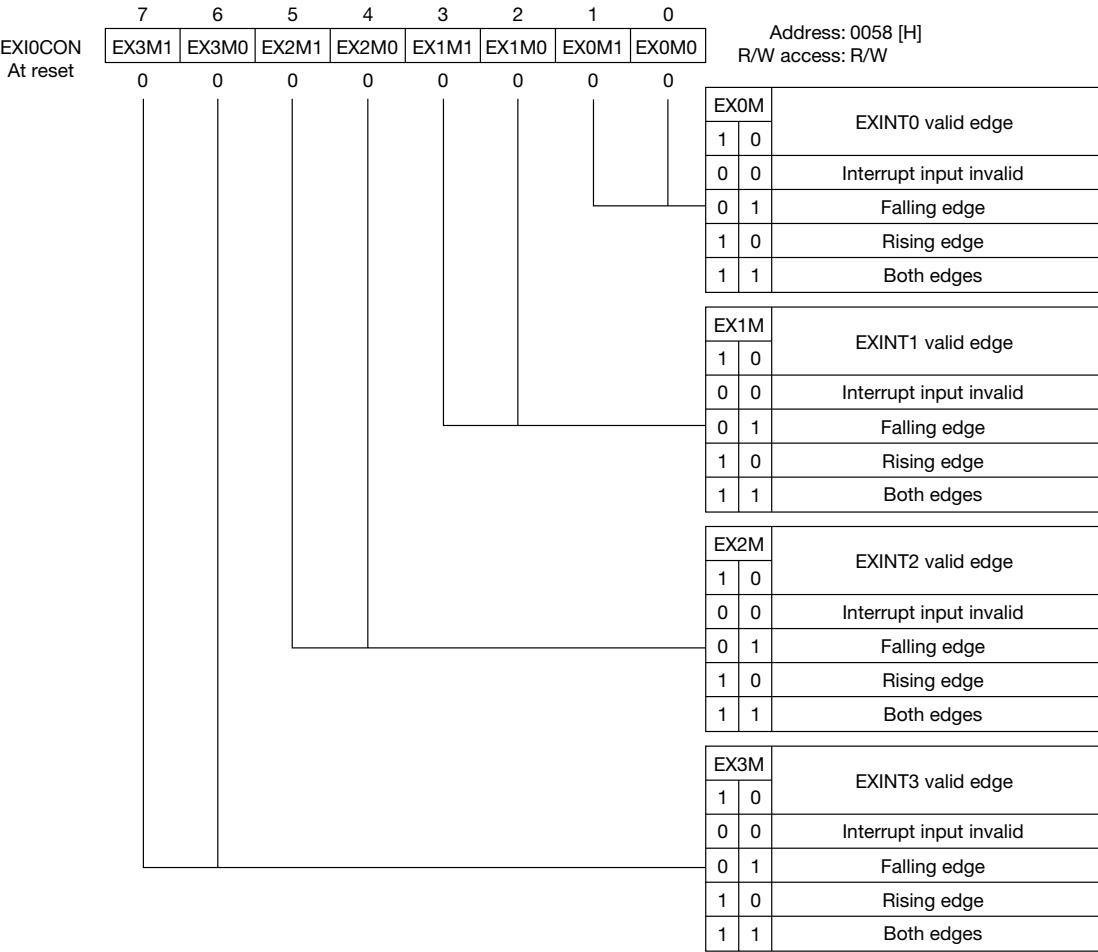 7 6 5 4 3 2 1 0
EXI0CON EX3M1 EX3M0 EX2M1 EX2M0 EX1M1 EX1M0 EX0M1 EX0M0
At reset 0 0 0 0 0 0 0 0
Address: 0058 [H]
R/W access: R/W
EX0M EXINT0 valid edge
1 0
0 0 Interrupt input invalid
0 1 Falling edge
1 0 Rising edge
1 1 Both edges
EX1M EXINT1 valid edge
1 0
0 0 Interrupt input invalid
0 1 Falling edge
1 0 Rising edge
1 1 Both edges
EX2M EXINT2 valid edge
1 0
0 0 Interrupt input invalid
0 1 Falling edge
1 0 Rising edge
1 1 Both edges
EX3M EXINT3 valid edge
1 0
0 0 Interrupt input invalid
0 1 Falling edge
1 0 Rising edge
1 1 Both edges